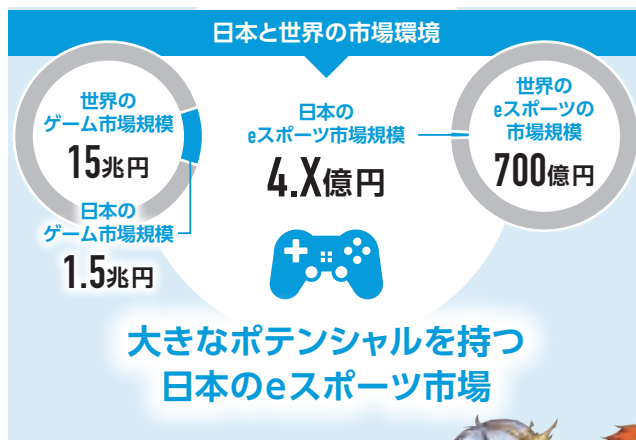 日本と世界の市場環境
世界の
ゲーム市場規模
15兆円
日本の
ゲーム市場規模
1.5兆円
日本の
eスポーツ市場規模
4.X億円
世界の
eスポーツの
市場規模
700億円
大きなポテンシャルを持つ
日本のeスポーツ市場